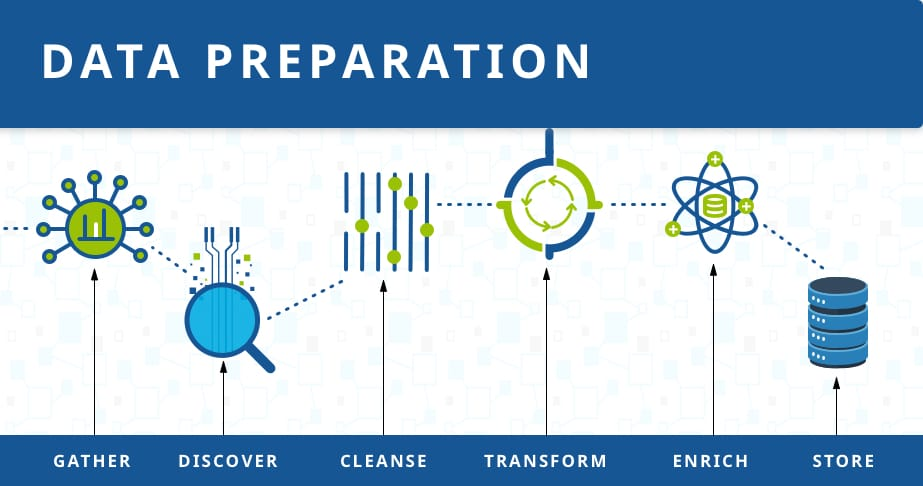 DATA PREPARATION
GATHER DISCOVER CLEANSE TRANSFORM ENRICH STORE